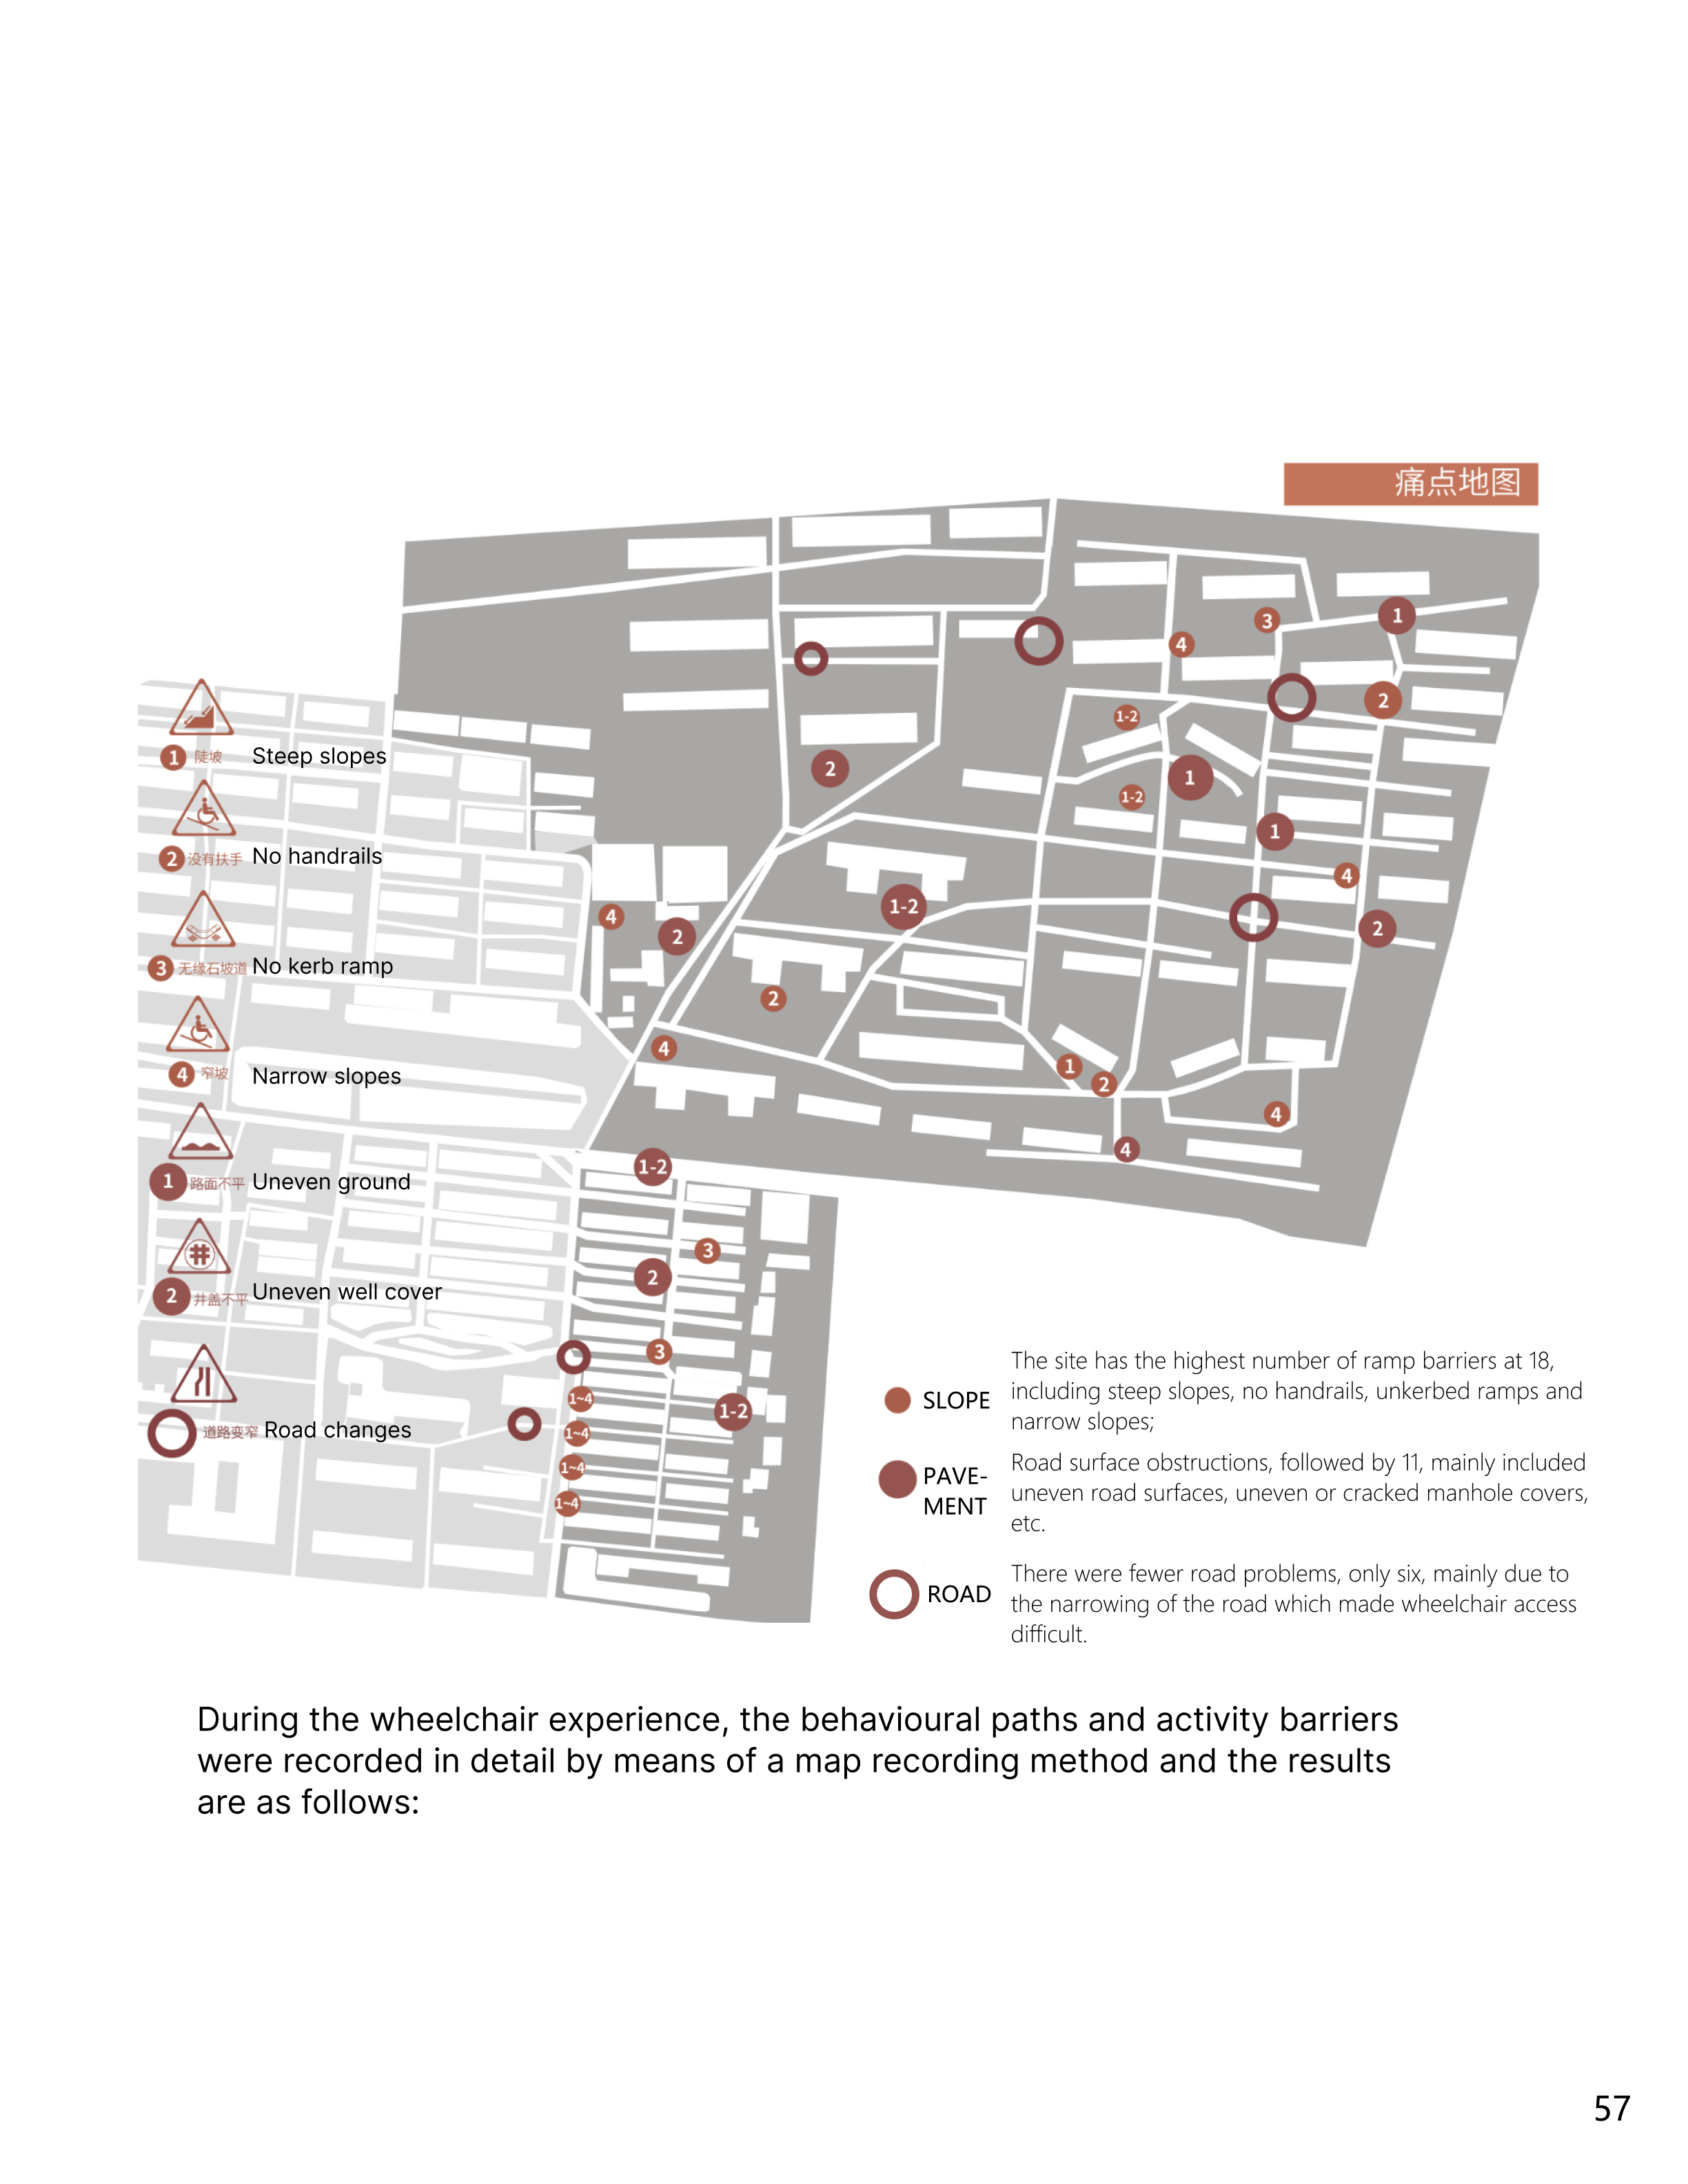 痛点地图
1 陡坡 Steep slopes
2 没有扶手 No handrails
3 无缘石坡道 No kerb ramp
4 窄坡 Narrow slopes
1 路面不平 Uneven ground
2 井盖不平 Uneven well cover
道路变窄 Road changes
1
3
4
2
1-2
1
2
1-2
1
4
1-2
4
2
2
2
4
1
2
4
4
1-2
3
2
3
1~4
1-2
1~4
1~4
1~4
SLOPE
The site has the highest number of ramp barriers at 18,
including steep slopes, no handrails, unkerbed ramps and
narrow slopes;
PAVE-
MENT
Road surface obstructions, followed by 11, mainly included
uneven road surfaces, uneven or cracked manhole covers,
etc.
ROAD
There were fewer road problems, only six, mainly due to
the narrowing of the road which made wheelchair access
difficult.
During the wheelchair experience, the behavioural paths and activity barriers
were recorded in detail by means of a map recording method and the results
are as follows:
57